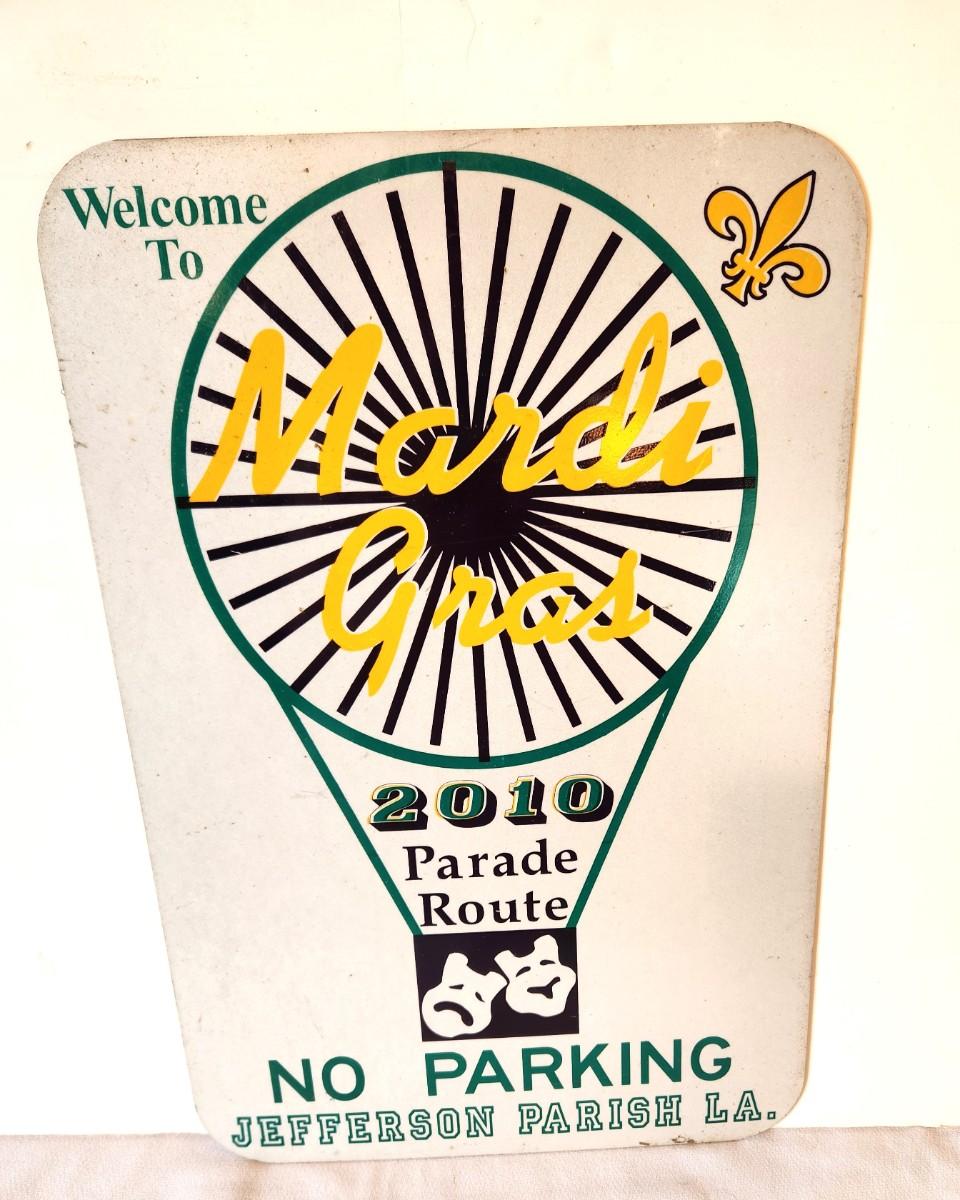 Welcome
To
Mardi
Gras
2010
Parade
Route
NO PARKING
JEFFERSON PARISH LA.